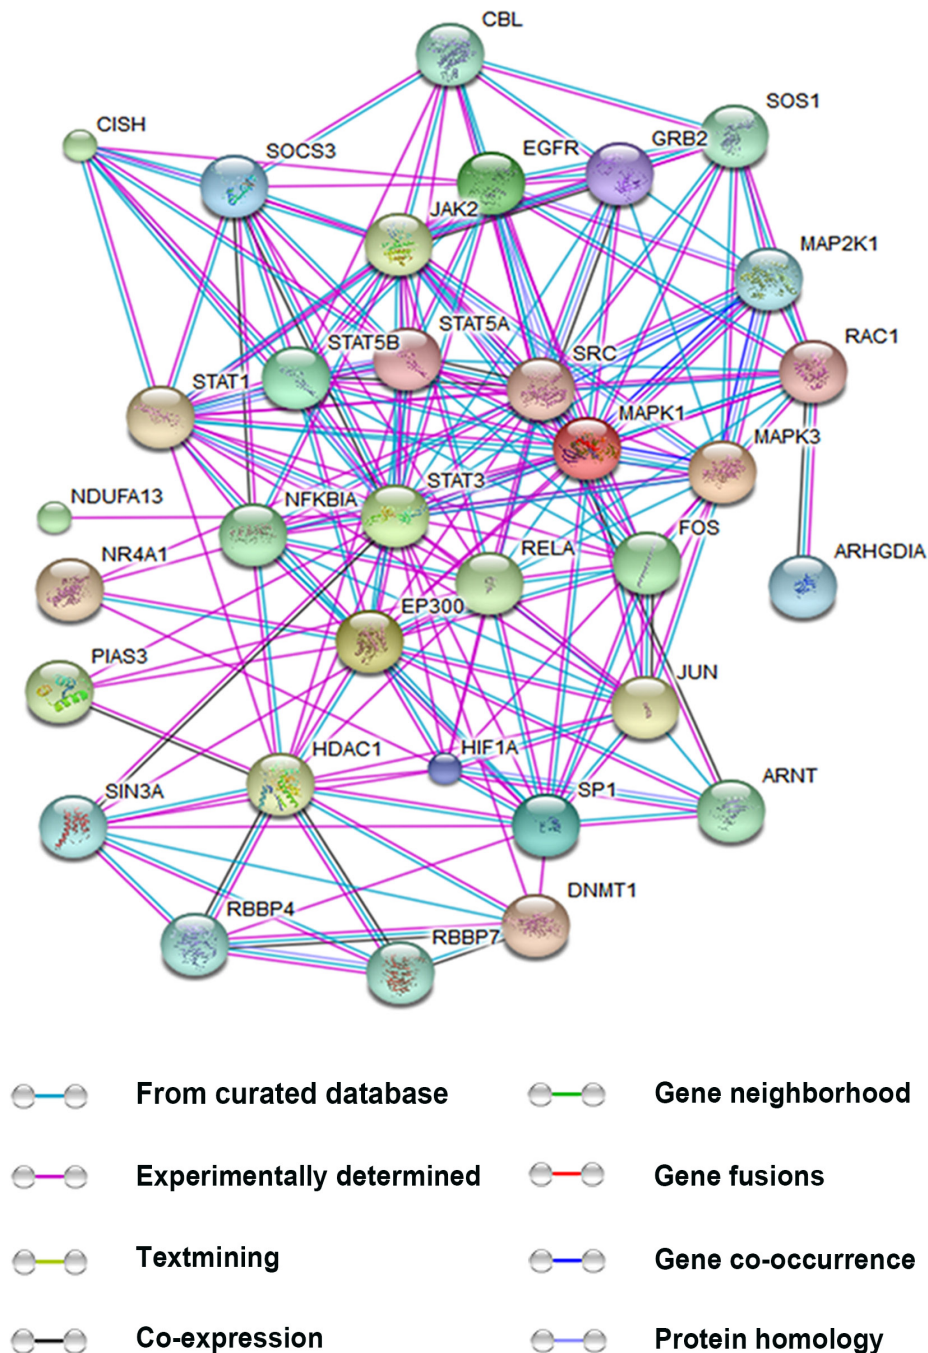 CBL
SOS1
CISH
SOCS3
EGFR
GRB2
JAK2
MAP2K1
STAT5A
STAT5B
SRC
RAC1
STAT1
MAPK1
MAPK3
STAT3
NDUFA13
NFKBIA
FOS
RELA
NR4A1
ARHGDIA
EP300
PIAS3
JUN
HDAC1
HIF1A
ARNT
SIN3A
SP1
DNMT1
RBBP4
RBBP7
From curated database
Gene neighborhood
Experimentally determined
Gene fusions
Textmining
Gene co-occurrence
Co-expression
Protein homology